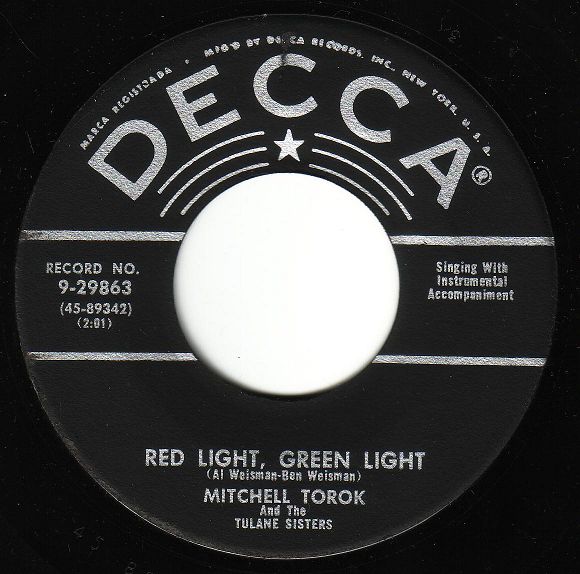 MARCA REGISTRADA • MFG'D BY DECCA RECORDS, INC., NEW YORK, U.S.A.
DECCA®
RECORD NO.
9-29863
(45-89342)
(2:01)
Singing With
Instrumental
Accompaniment
RED LIGHT, GREEN LIGHT
(Al Weisman-Ben Weisman)
MITCHELL TOROK
And The
TULANE SISTERS